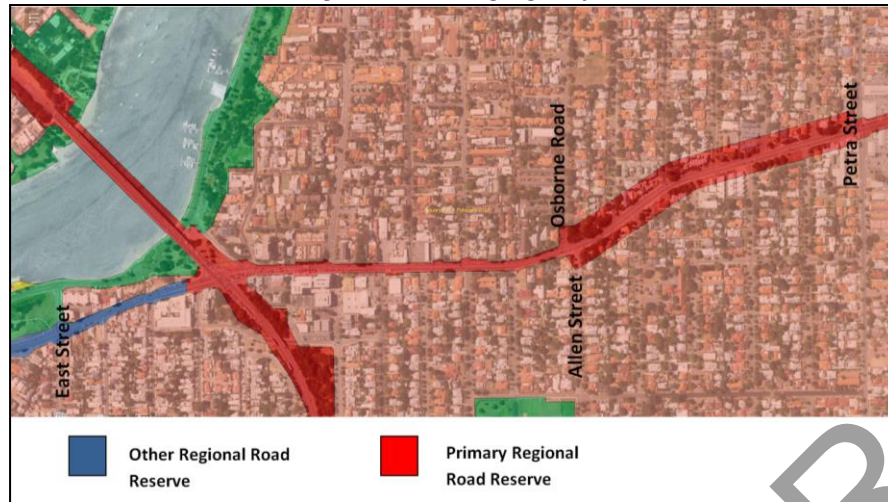 Osborne Road
Petra Street
East Street
Allen Street
Other Regional Road
Reserve
Primary Regional
Road Reserve
R